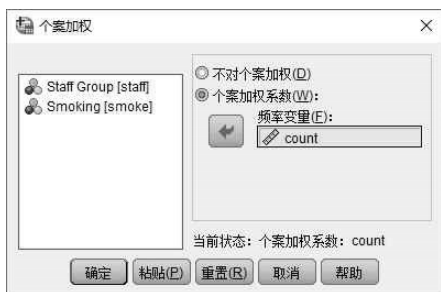 个案加权
Staff Group [staff]
Smoking [smoke]
不对个案加权(D)
个案加权系数(W):
频率变量(F):
count
当前状态: 个案加权系数: count
确定
粘贴(P)
重置(R)
取消
帮助